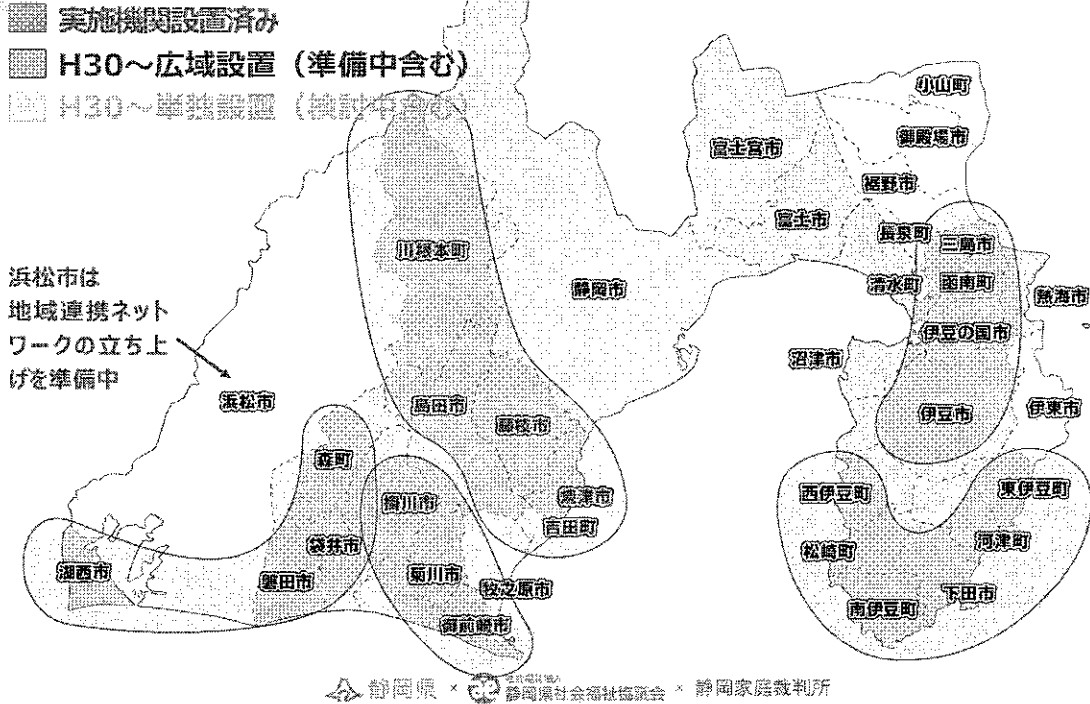 実施機関設置済み
H30～広域設置（準備中含む）
H30～単独設置（検討中含む）
小山町
御殿場市
富士宮市
裾野市
富士市
長泉町
三島市
川根本町
浜松市は
地域連携ネット
ワークの立ち上
げを準備中
静岡市
清水町
函南町
熱海市
伊豆の国市
沼津市
浜松市
島田市
藤枝市
伊豆市
伊東市
森町
掛川市
焼津市
吉田町
西伊豆町
東伊豆町
湖西市
袋井市
磐田市
菊川市
牧之原市
御前崎市
松崎町
河津町
南伊豆町
下田市
静岡県 × 社会福祉法人 静岡県社会福祉協議会 × 静岡家庭裁判所